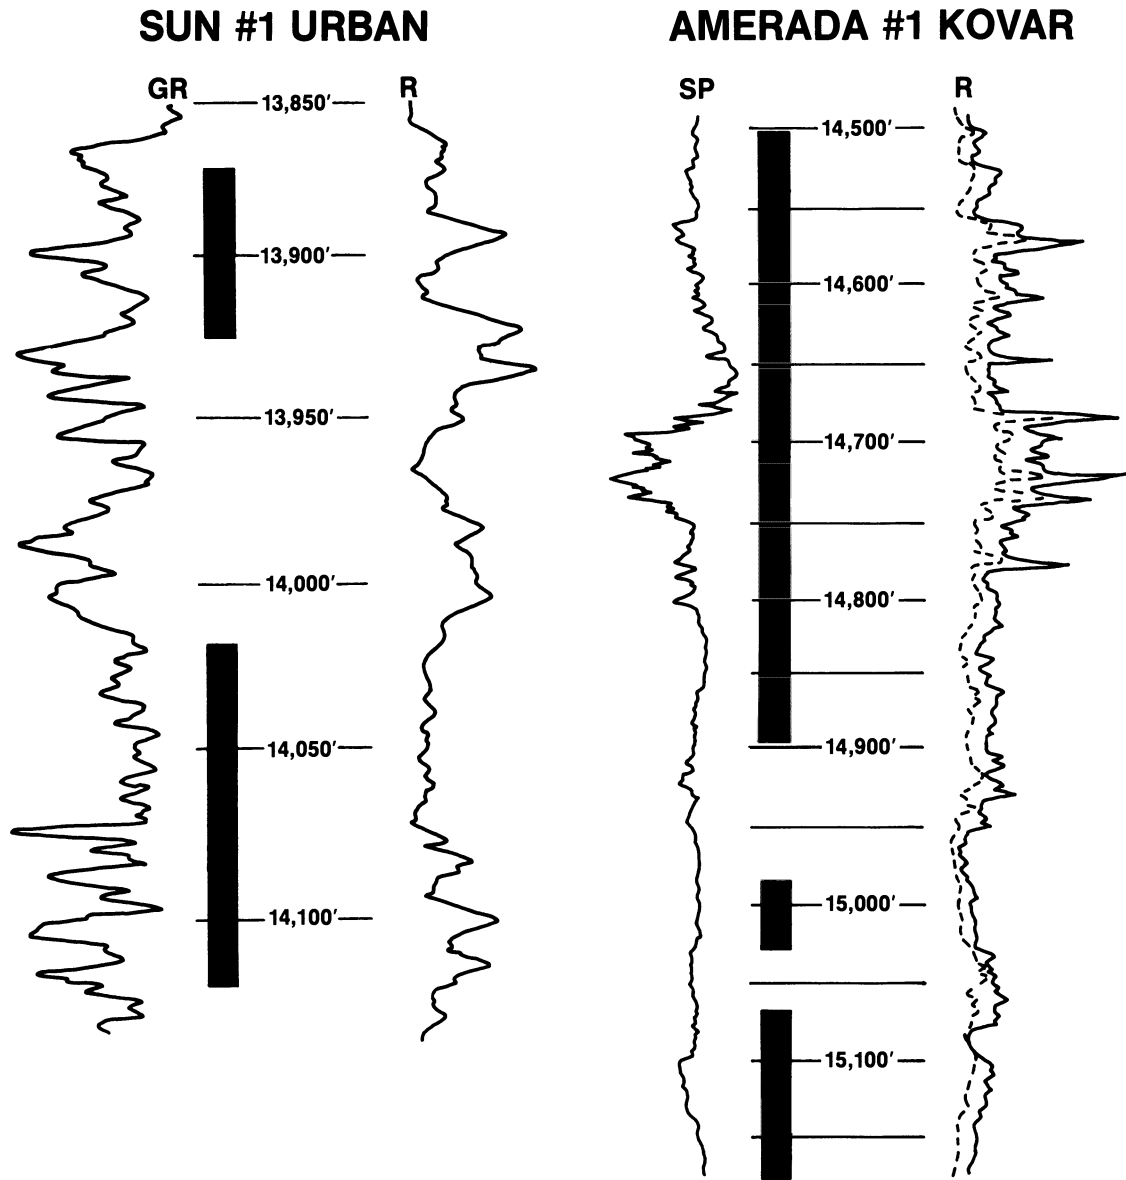 SUN #1 URBAN
GR
R
13,850'
13,900'
13,950'
14,000'
14,050'
14,100'
AMERADA #1 KOVAR
SP
R
14,500'
14,600'
14,700'
14,800'
14,900'
15,000'
15,100'